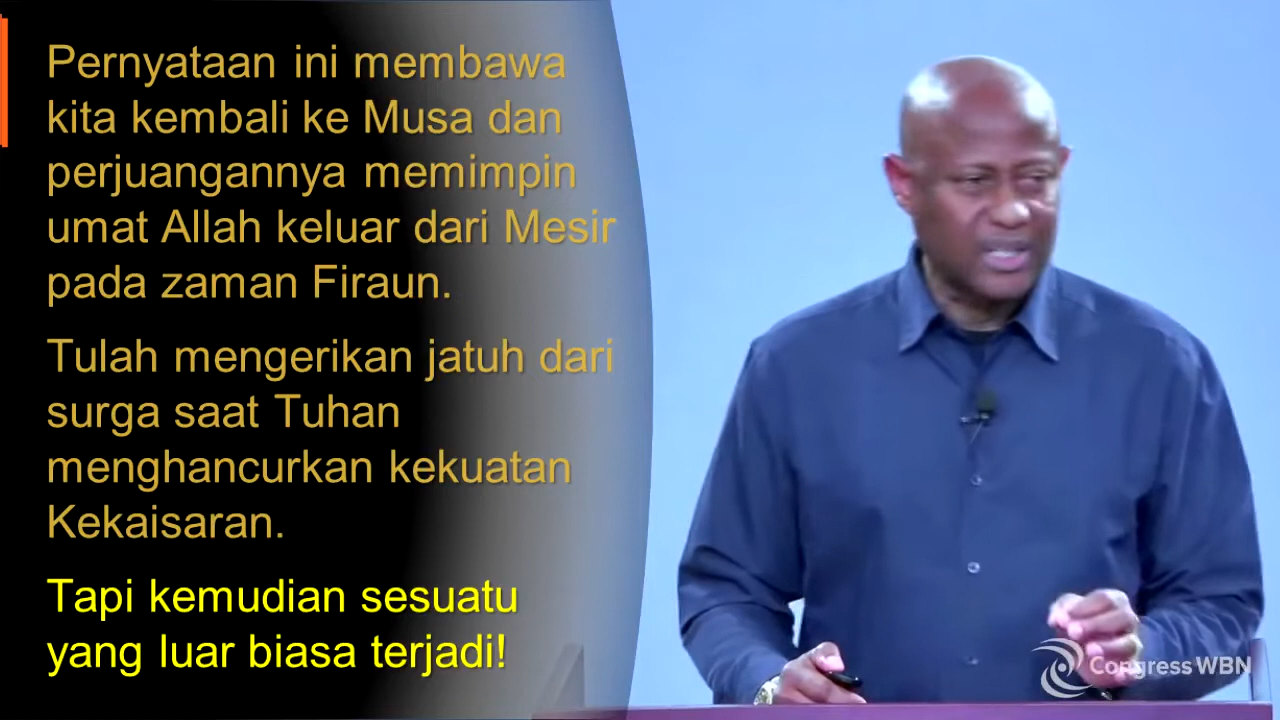 Pernyataan ini membawa
kita kembali ke Musa dan
perjuangannya memimpin
umat Allah keluar dari Mesir
pada zaman Firaun.
Tulah mengerikan jatuh dari
surga saat Tuhan
menghancurkan kekuatan
Kekaisaran.
Tapi kemudian sesuatu
yang luar biasa terjadi!
Congress WBN